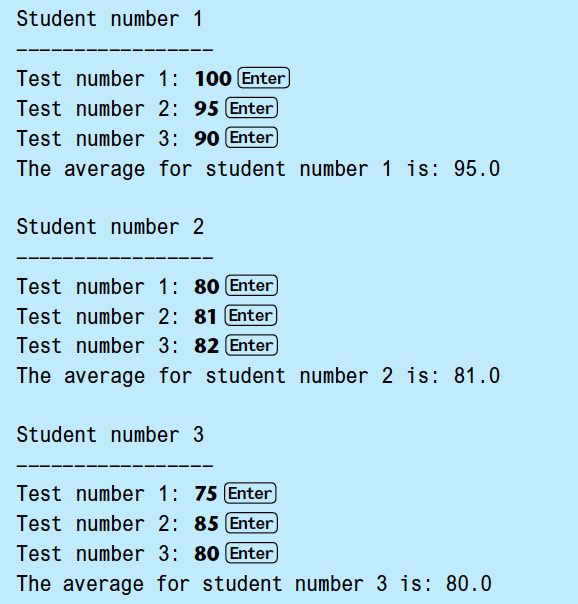 Student number 1
-----------------
Test number 1: 100 Enter
Test number 2: 95 Enter
Test number 3: 90 Enter
The average for student number 1 is: 95.0
Student number 2
-----------------
Test number 1: 80 Enter
Test number 2: 81 Enter
Test number 3: 82 Enter
The average for student number 2 is: 81.0
Student number 3
-----------------
Test number 1: 75 Enter
Test number 2: 85 Enter
Test number 3: 80 Enter
The average for student number 3 is: 80.0